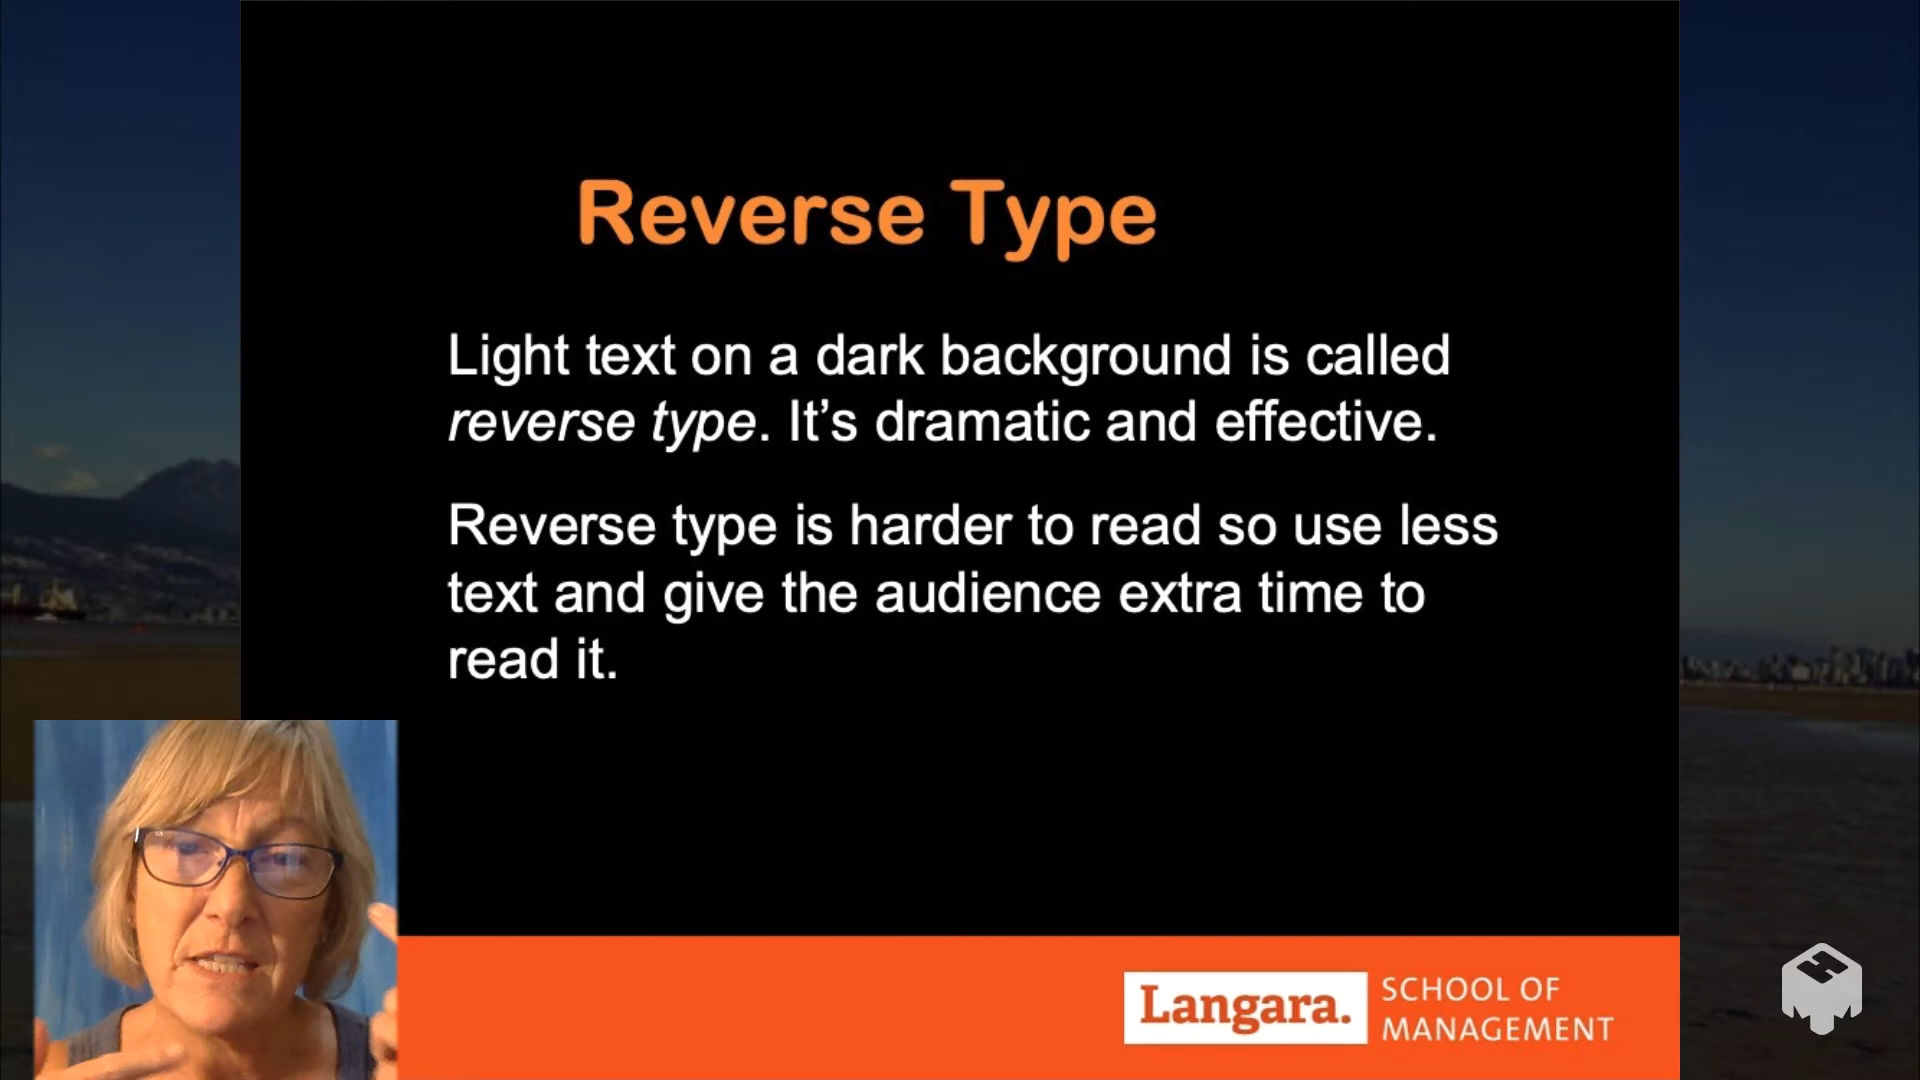 Reverse Type
Light text on a dark background is called
reverse type. It’s dramatic and effective.
Reverse type is harder to read so use less
text and give the audience extra time to
read it.
Langara.
SCHOOL OF
MANAGEMENT